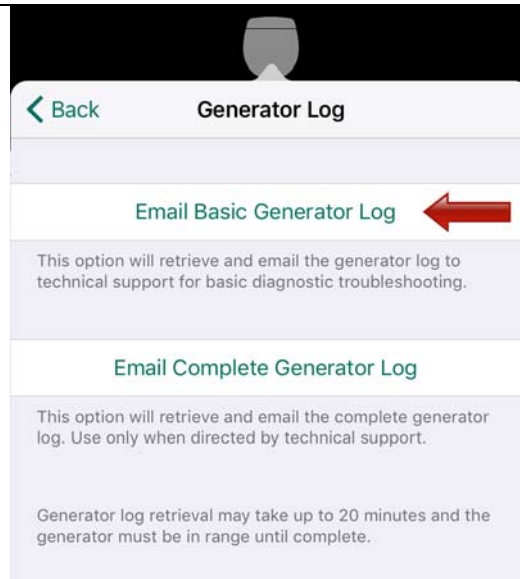 Back
Generator Log
Email Basic Generator Log
This option will retrieve and email the generator log to
technical support for basic diagnostic troubleshooting.
Email Complete Generator Log
This option will retrieve and email the complete generator
log. Use only when directed by technical support.
Generator log retrieval may take up to 20 minutes and the
generator must be in range until complete.